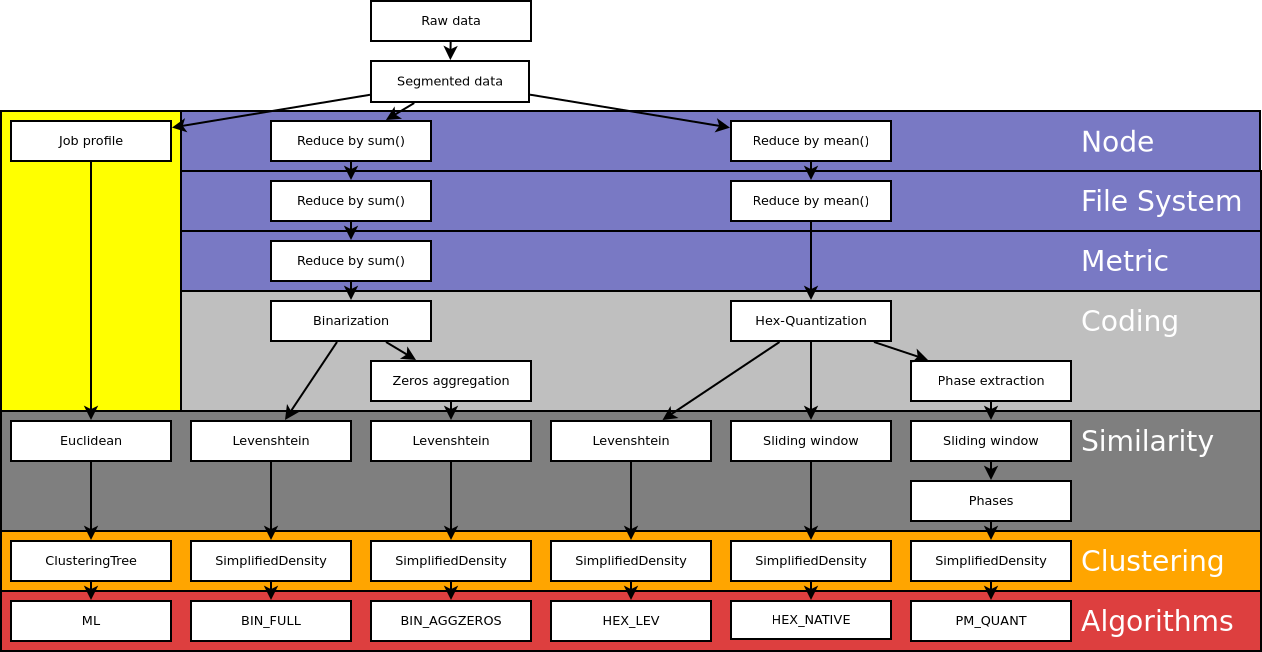 Raw data
Segmented data
Job profile
Reduce by sum()
Reduce by mean()
Node
Reduce by sum()
Reduce by mean()
File System
Reduce by sum()
Metric
Binarization
Hex-Quantization
Coding
Zeros aggregation
Phase extraction
Euclidean
Levenshtein
Levenshtein
Levenshtein
Sliding window
Sliding window
Similarity
Phases
ClusteringTree
SimplifiedDensity
SimplifiedDensity
SimplifiedDensity
SimplifiedDensity
SimplifiedDensity
Clustering
ML
BIN_FULL
BIN_AGGZEROS
HEX_LEV
HEX_NATIVE
PM_QUANT
Algorithms